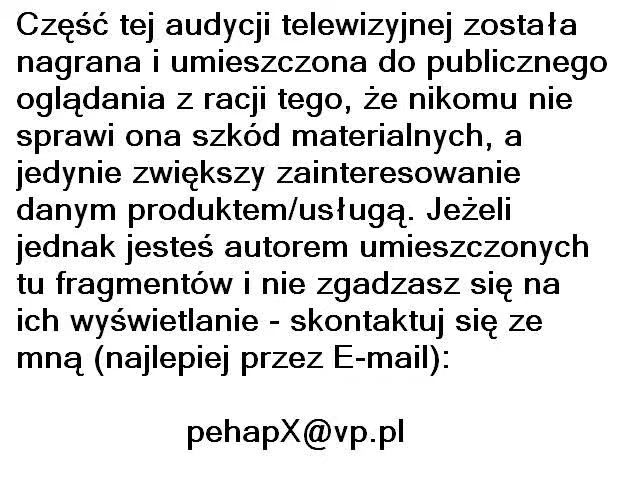 Część tej audycji telewizyjnej została
nagrana i umieszczona do publicznego
oglądania z racji tego, że nikomu nie
sprawi ona szkód materialnych, a
jedynie zwiększy zainteresowanie
danym produktem/usługą. Jeżeli
jednak jesteś autorem umieszczonych
tu fragmentów i nie zgadzasz się na
ich wyświetlanie - skontaktuj się ze
mną (najlepiej przez E-mail):
pehapX@vp.pl